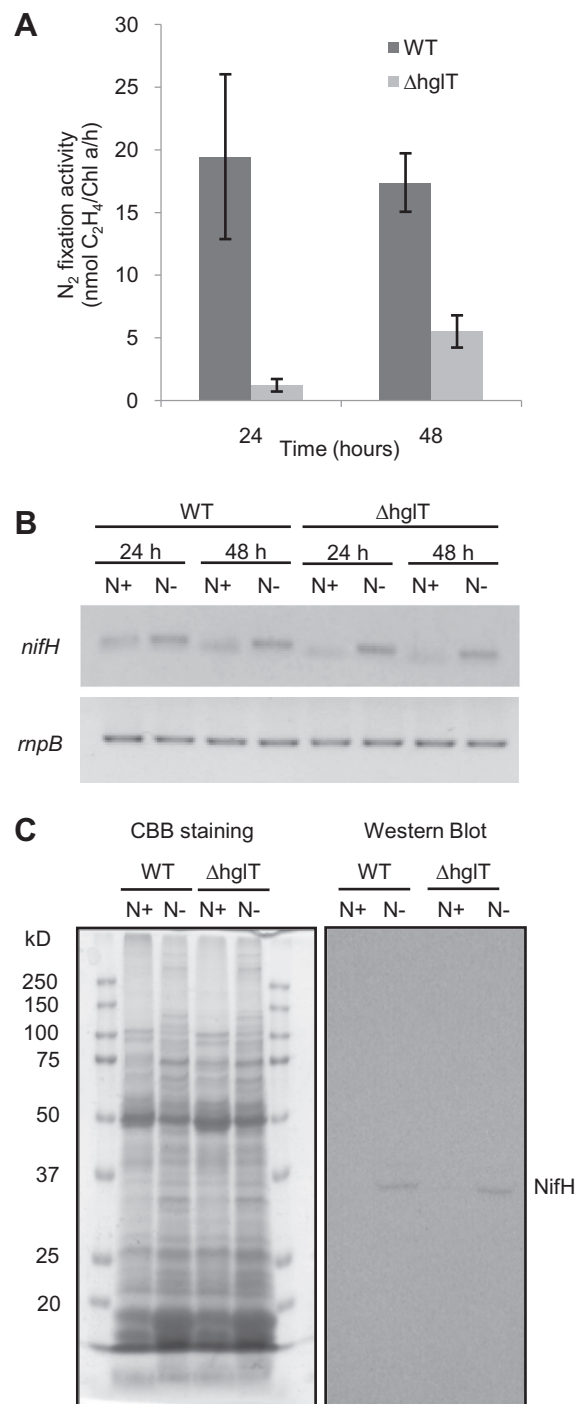 A
30
25
20
15
10
5
0
N2 fixation activity
(nmol C2H4/Chl a/h)
WT
ΔhglT
24
48
Time (hours)
B
WT
ΔhglT
24 h
48 h
24 h
48 h
N+ N- N+ N- N+ N- N+ N-
nifH
rnpB
C
CBB staining
Western Blot
WT
ΔhglT
WT
ΔhglT
N+ N- N+ N-
N+ N- N+ N-
kD
250
150
100
75
50
37
25
20
NifH